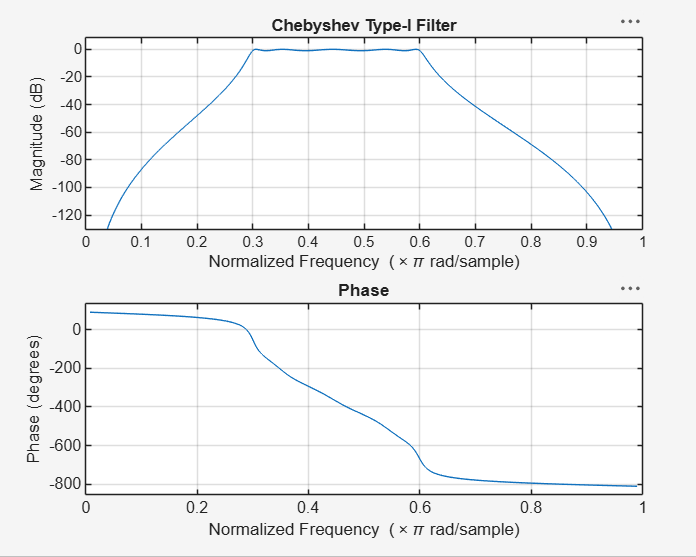 Chebyshev Type-I Filter
0
-20
-40
-60
-80
-100
-120
Magnitude (dB)
0 0.1 0.2 0.3 0.4 0.5 0.6 0.7 0.8 0.9 1
Normalized Frequency (×π rad/sample)
Phase
0
-200
-400
-600
-800
Phase (degrees)
0 0.2 0.4 0.6 0.8 1
Normalized Frequency (×π rad/sample)